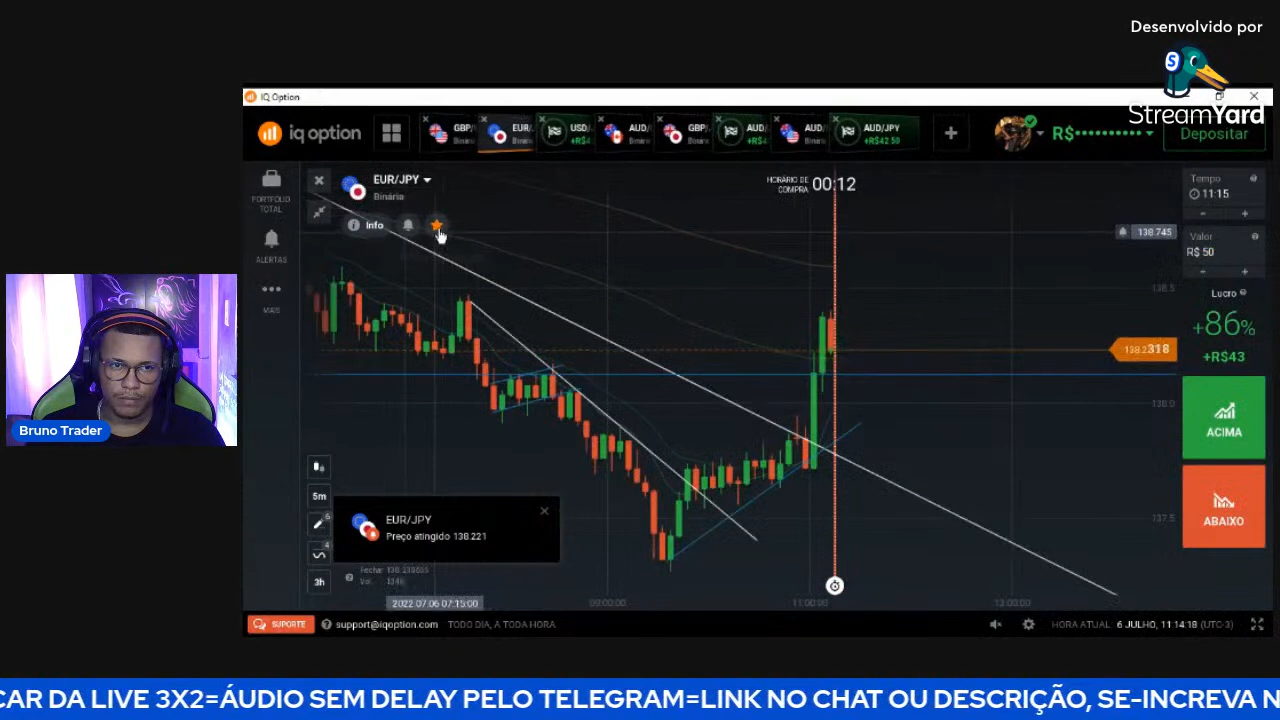 Desenvolvido por
StreamYard
IQ Option
iq option
GBP/
EUR/
USD/
AUD/
GBP/
AUD/
AUD/
AUD/JPY
+R$42.50
R$
Depositar
PORTFÓLIO TOTAL
ALERTAS
MAIS
EUR/JPY
Binária
Info
HORÁRIO DE COMPRA 00:12
138.745
138.5
138.2318
138.0
137.5
Tempo
11:15
Valor
R$ 50
Lucro
+86%
+R$43
ACIMA
ABAIXO
Bruno Trader
5m
3h
EUR/JPY
Preço atingido 138.221
Fechar
Vol.
2022.07.06 07:15:00
09:00:00
11:00:00
13:00:00
SUPORTE
support@iqoption.com
TODO DIA, A TODA HORA
HORA ATUAL 6 JULHO, 11:14:18 (UTC-3)
CAR DA LIVE 3X2=ÁUDIO SEM DELAY PELO TELEGRAM=LINK NO CHAT OU DESCRIÇÃO, SE-INCREVA N